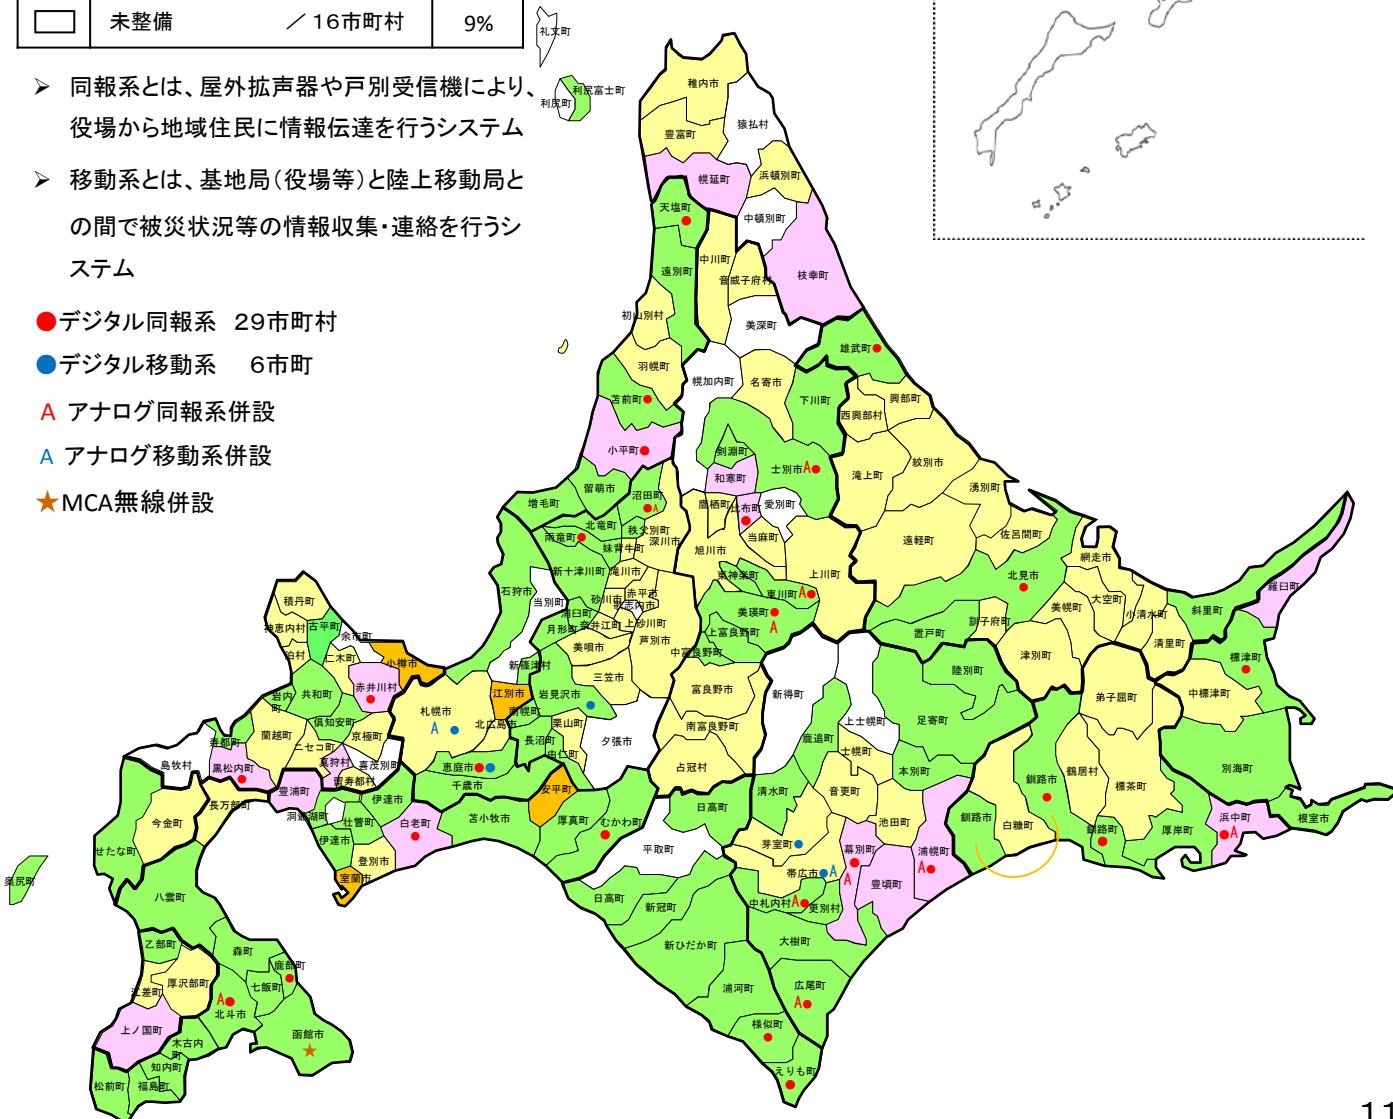 未整備 ／16市町村 9%
➢ 同報系とは、屋外拡声器や戸別受信機により、
役場から地域住民に情報伝達を行うシステム
➢ 移動系とは、基地局（役場等）と陸上移動局と
の間で被災状況等の情報収集・連絡を行うシ
ステム
●デジタル同報系 29市町村
●デジタル移動系 6市町
A アナログ同報系併設
A アナログ移動系併設
★MCA無線併設
礼文町
利尻富士町
利尻町
稚内市
猿払村
豊富町
浜頓別町
幌延町
中頓別町
天塩町
中川町
遠別町
音威子府村
枝幸町
初山別村
美深町
雄武町
羽幌町
幌加内町
名寄市
下川町
興部町
西興部村
苫前町
小平町
剣淵町
士別市
A
和寒町
滝上町
紋別市
湧別町
留萌市
沼田町
A
増毛町
鷹栖町
比布町
愛別町
北竜町
秩父別町
雨竜町
妹背牛町
深川市
旭川市
当麻町
遠軽町
佐呂間町
網走市
新十津川町
滝川市
東神楽町
上川町
北見市
石狩市
当別町
浦臼町
砂川市
赤平市
歌志内市
東川町
A
美幌町
大空町
小清水町
斜里町
羅臼町
月形町
奈井江町
上砂川町
美瑛町
A
上富良野町
置戸町
訓子府町
清里町
積丹町
神恵内村
古平町
余市町
泊村
仁木町
小樽市
美唄市
芦別市
中富良野町
津別町
標津町
新篠津村
三笠市
陸別町
中標津町
岩内町
共和町
赤井川村
江別市
岩見沢市
富良野市
新得町
弟子屈町
倶知安町
札幌市
A
北広島市
南幌町
栗山町
夕張市
南富良野町
上士幌町
足寄町
寿都町
蘭越町
ニセコ町
京極町
長沼町
由仁町
鹿追町
士幌町
島牧村
黒松内町
真狩村
喜茂別町
留寿都村
恵庭市
千歳市
占冠村
本別町
釧路市
鶴居村
標茶町
別海町
豊浦町
安平町
長万部町
洞爺湖町
伊達市
壮瞥町
白老町
苫小牧市
厚真町
むかわ町
日高町
清水町
音更町
池田町
釧路市
白糠町
釧路町
厚岸町
浜中町
A
根室市
今金町
せたな町
伊達市
登別市
室蘭市
平取町
芽室町
帯広市
A
幕別町
A
豊頃町
浦幌町
A
奥尻町
八雲町
日高町
新冠町
中札内村
A
更別村
新ひだか町
大樹町
乙部町
森町
鹿部町
江差町
厚沢部町
七飯町
A
北斗市
浦河町
広尾町
A
上ノ国町
函館市
様似町
木古内町
知内町
えりも町
松前町
福島町
11